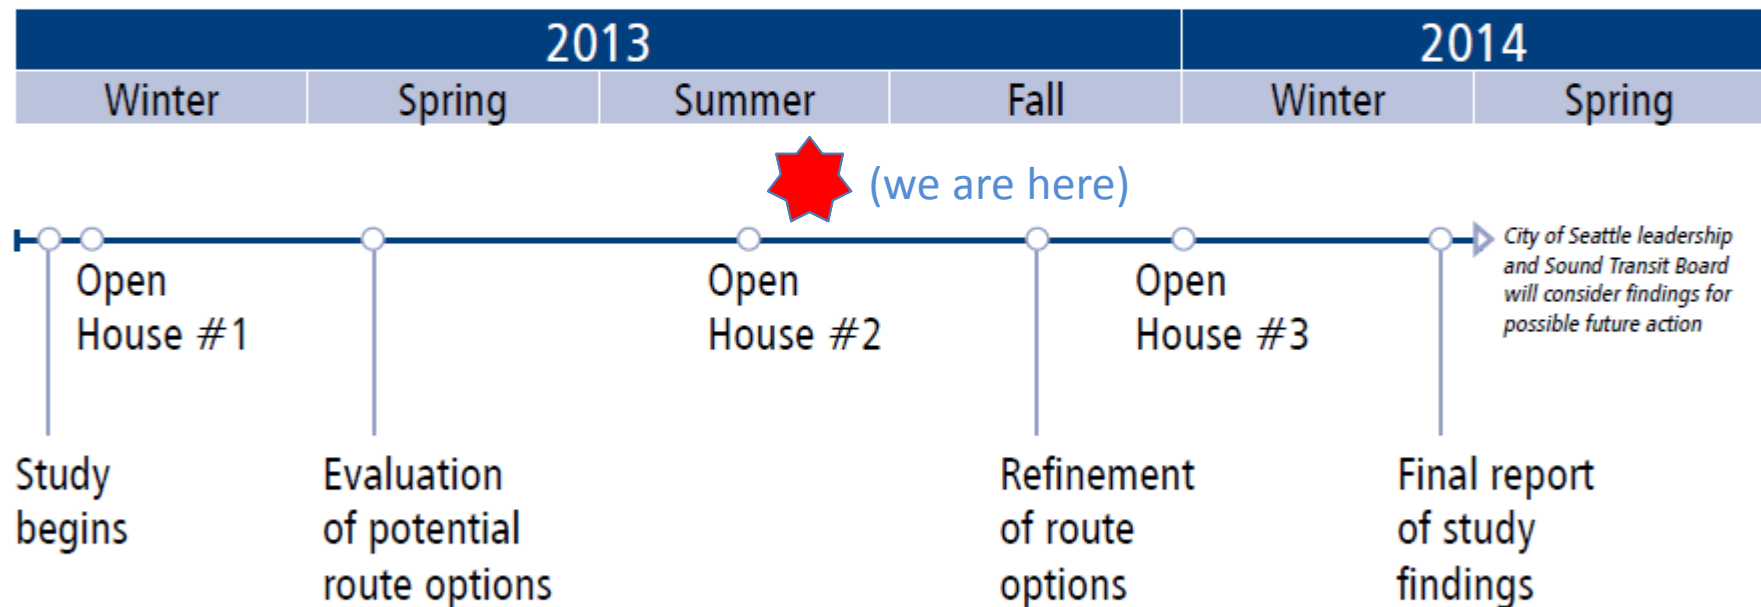 2013
2014
Winter
Spring
Summer
Fall
Winter
Spring
(we are here)
Open
House #1
Open
House #2
Open
House #3
City of Seattle leadership
and Sound Transit Board
will consider findings for
possible future action
Study
begins
Evaluation
of potential
route options
Refinement
of route
options
Final report
of study
findings